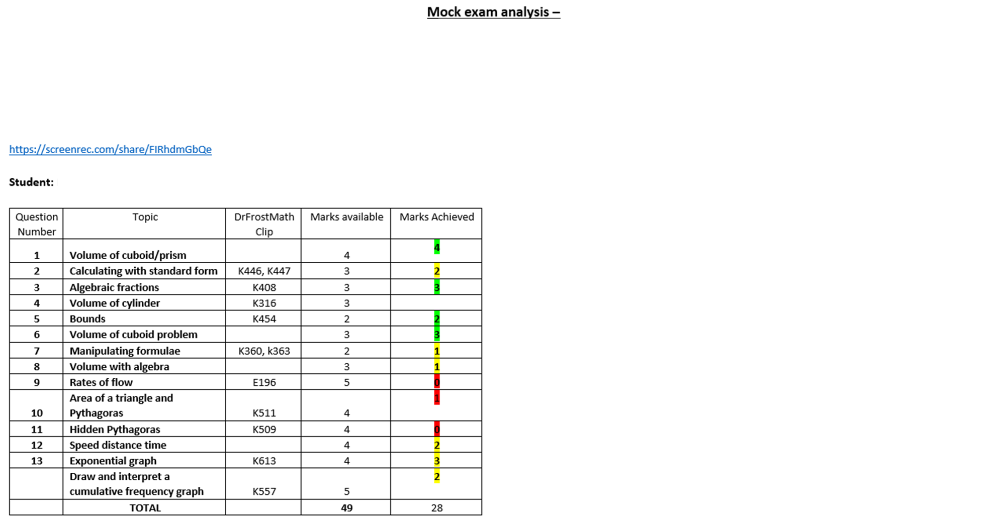 Mock exam analysis –
https://screenrec.com/share/FIRhdmGbQe
Student:
Question Number Topic DrFrostMath Clip Marks available Marks Achieved
1 Volume of cuboid/prism 4 4
2 Calculating with standard form K446, K447 3 2
3 Algebraic fractions K408 3 3
4 Volume of cylinder K316 3
5 Bounds K454 2 2
6 Volume of cuboid problem 3 3
7 Manipulating formulae K360, k363 2 1
8 Volume with algebra 3 1
9 Rates of flow E196 5 0
10 Area of a triangle and Pythagoras K511 4 1
11 Hidden Pythagoras K509 4 0
12 Speed distance time 4 2
13 Exponential graph K613 4 3
Draw and interpret a cumulative frequency graph K557 5 2
TOTAL 49 28